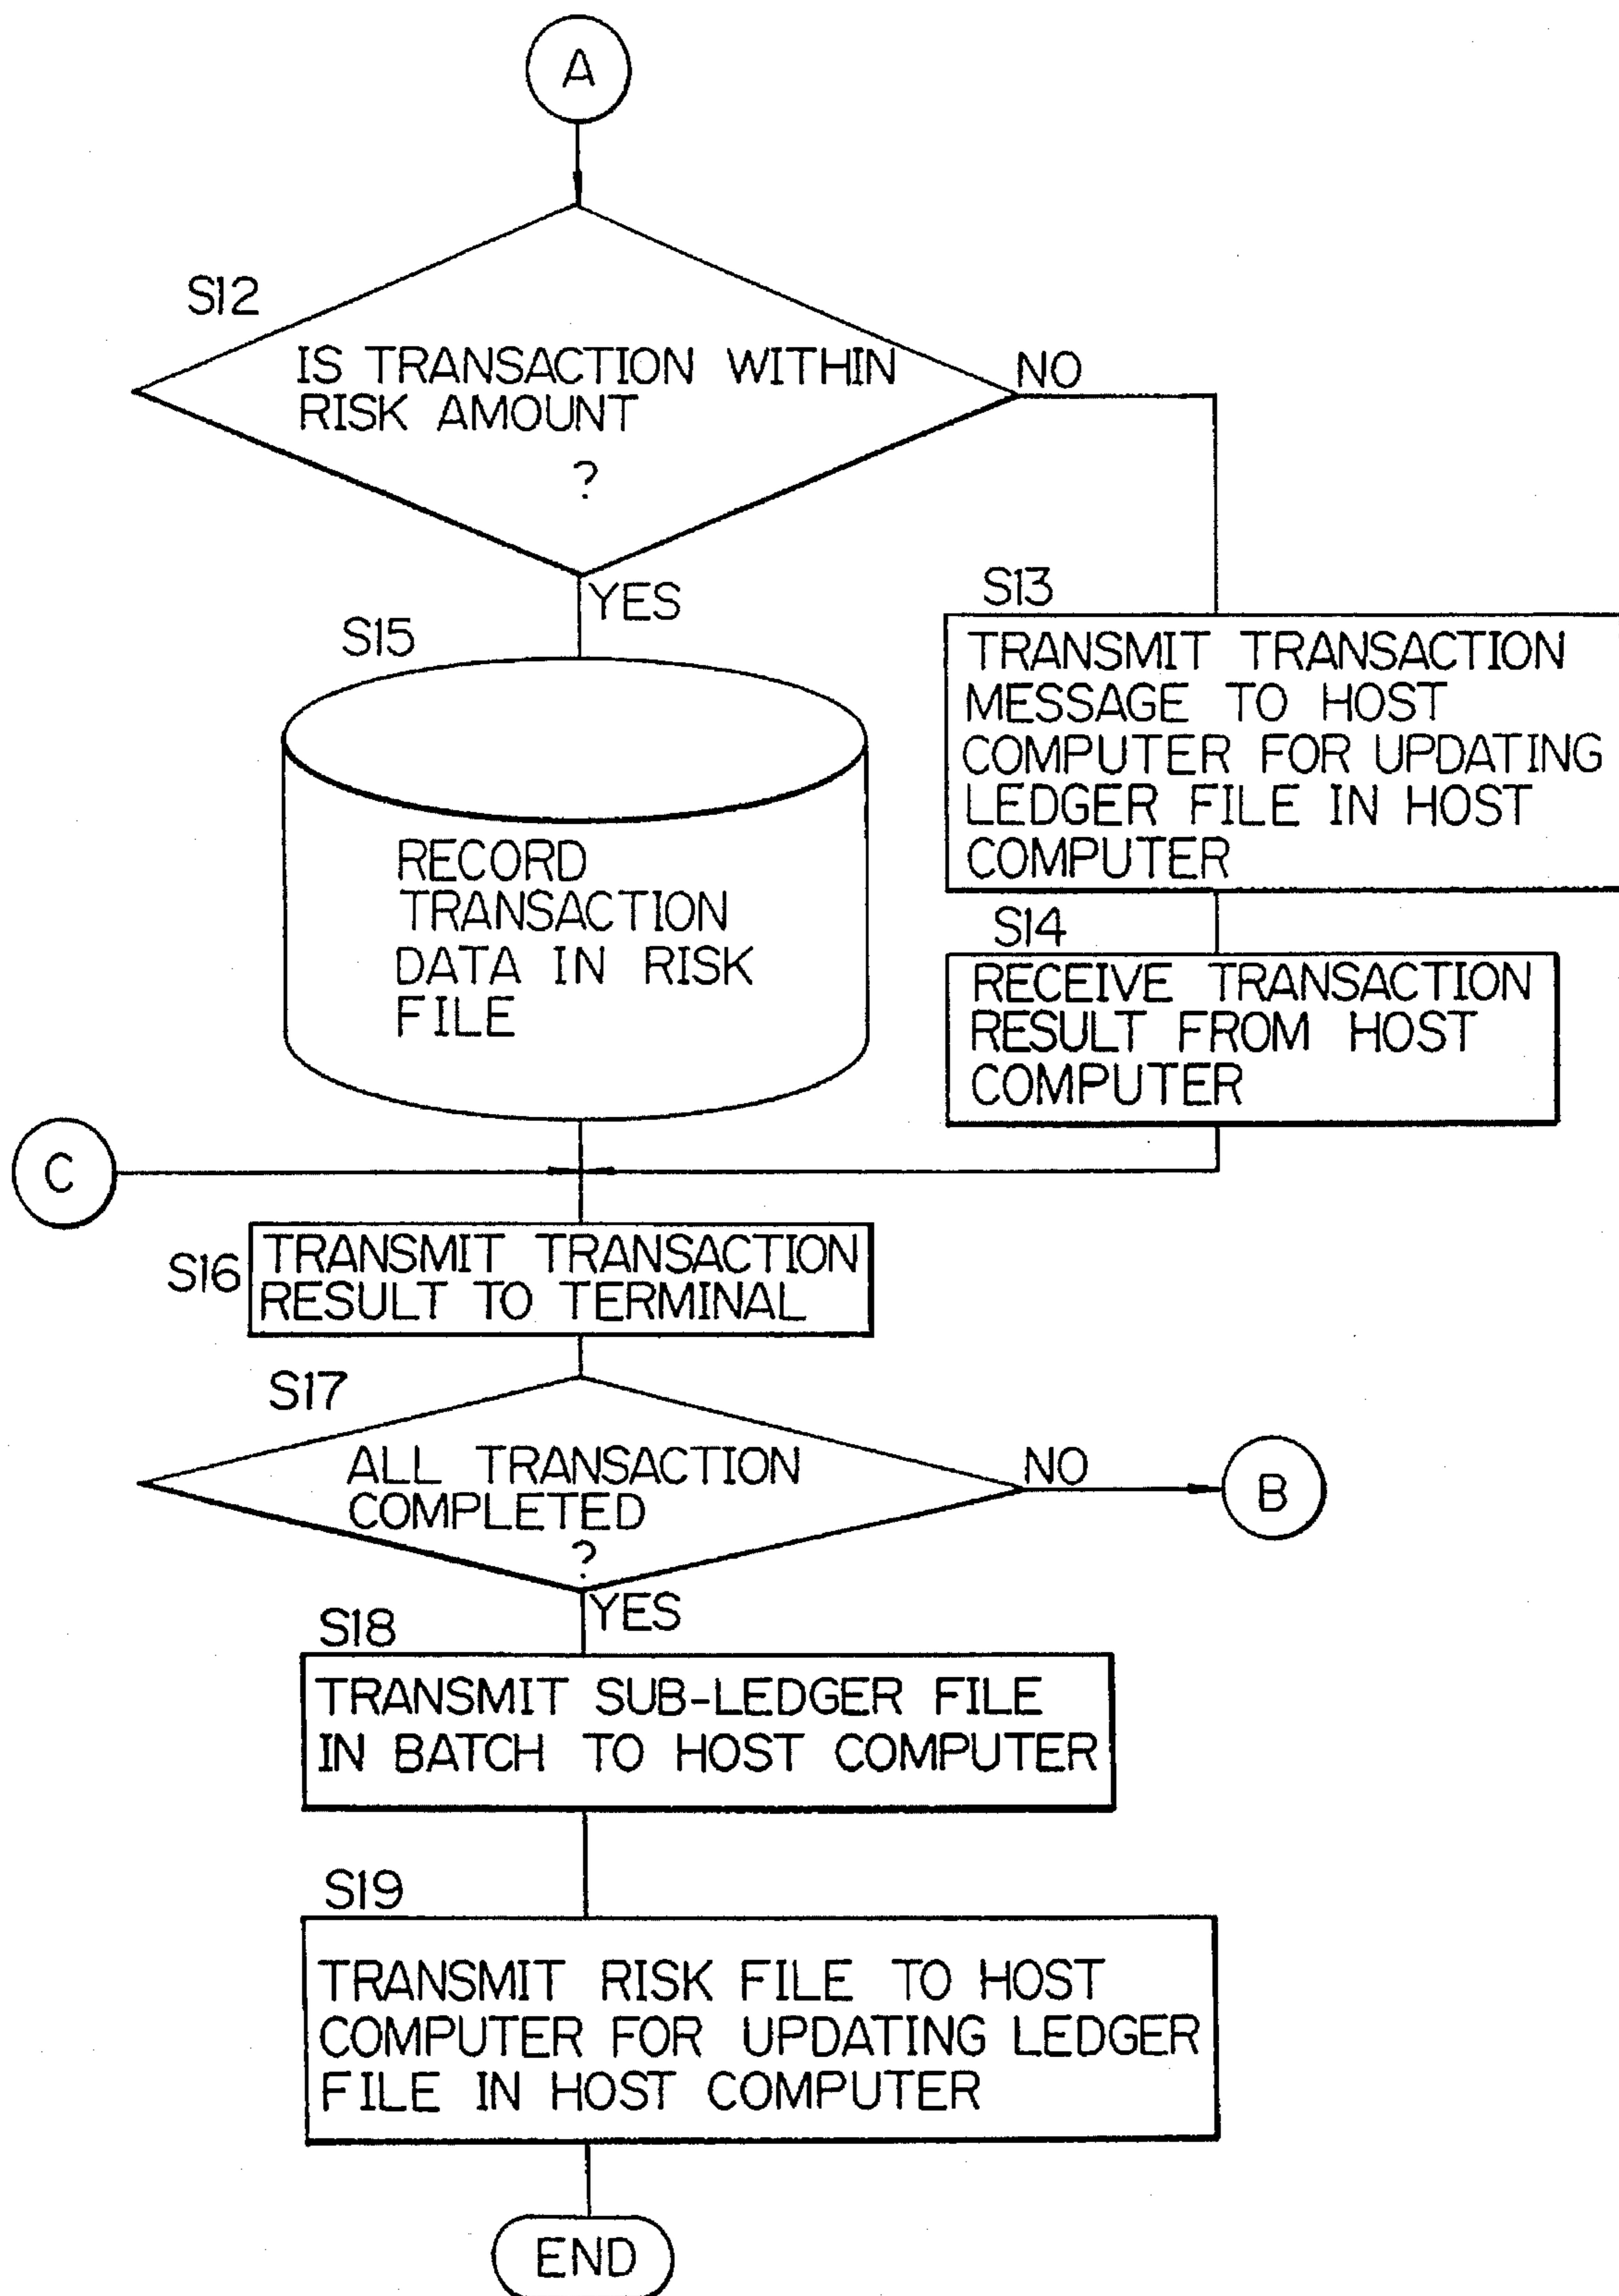 A
S12
IS TRANSACTION WITHIN
RISK AMOUNT
?
NO
YES
S13
TRANSMIT TRANSACTION
MESSAGE TO HOST
COMPUTER FOR UPDATING
LEDGER FILE IN HOST
COMPUTER
S15
RECORD
TRANSACTION
DATA IN RISK
FILE
S14
RECEIVE TRANSACTION
RESULT FROM HOST
COMPUTER
C
S16
TRANSMIT TRANSACTION
RESULT TO TERMINAL
S17
ALL TRANSACTION
COMPLETED
?
NO
B
YES
S18
TRANSMIT SUB-LEDGER FILE
IN BATCH TO HOST COMPUTER
S19
TRANSMIT RISK FILE TO HOST
COMPUTER FOR UPDATING LEDGER
FILE IN HOST COMPUTER
END